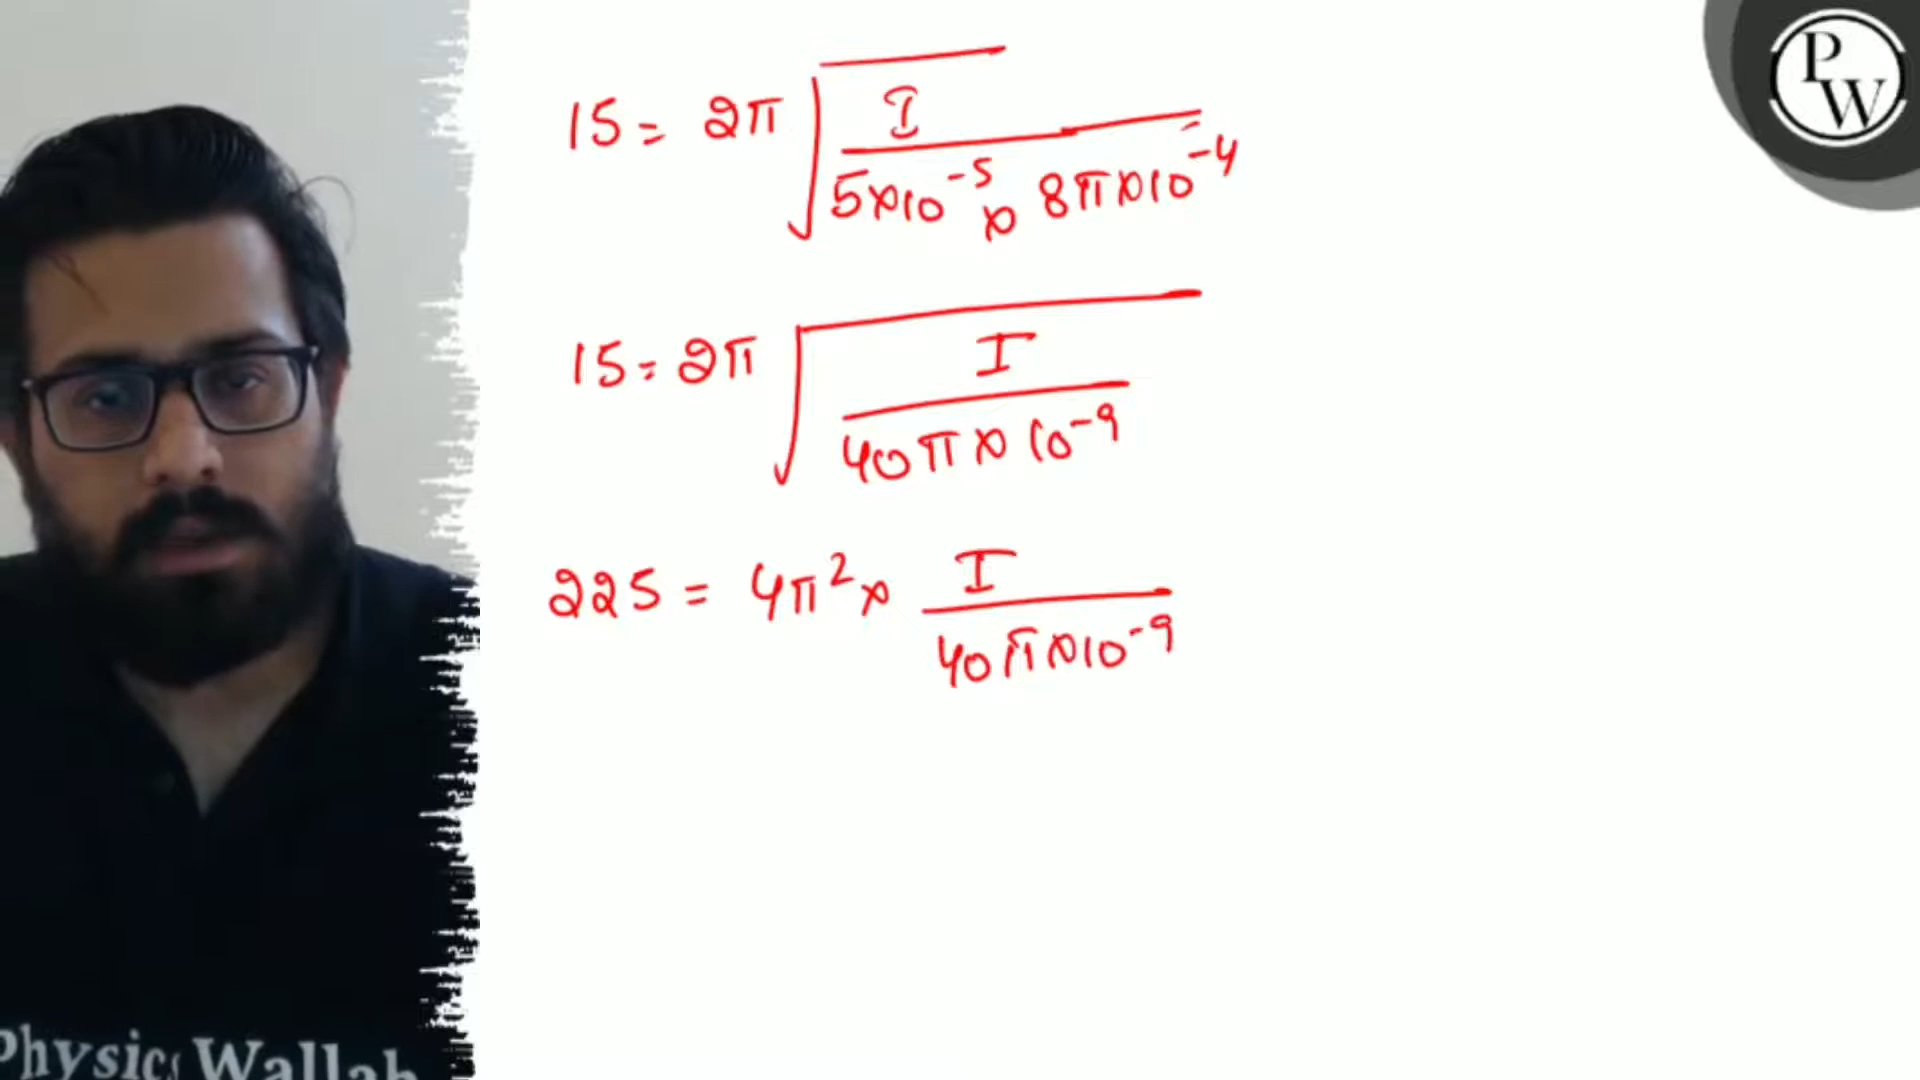 PW
15 = 2π √(I / 5×10⁻⁵ × 8π×10⁻⁴)
15 = 2π √(I / 40π × 10⁻⁹)
225 = 4π² × I / 40π×10⁻⁹
Physics Wallah